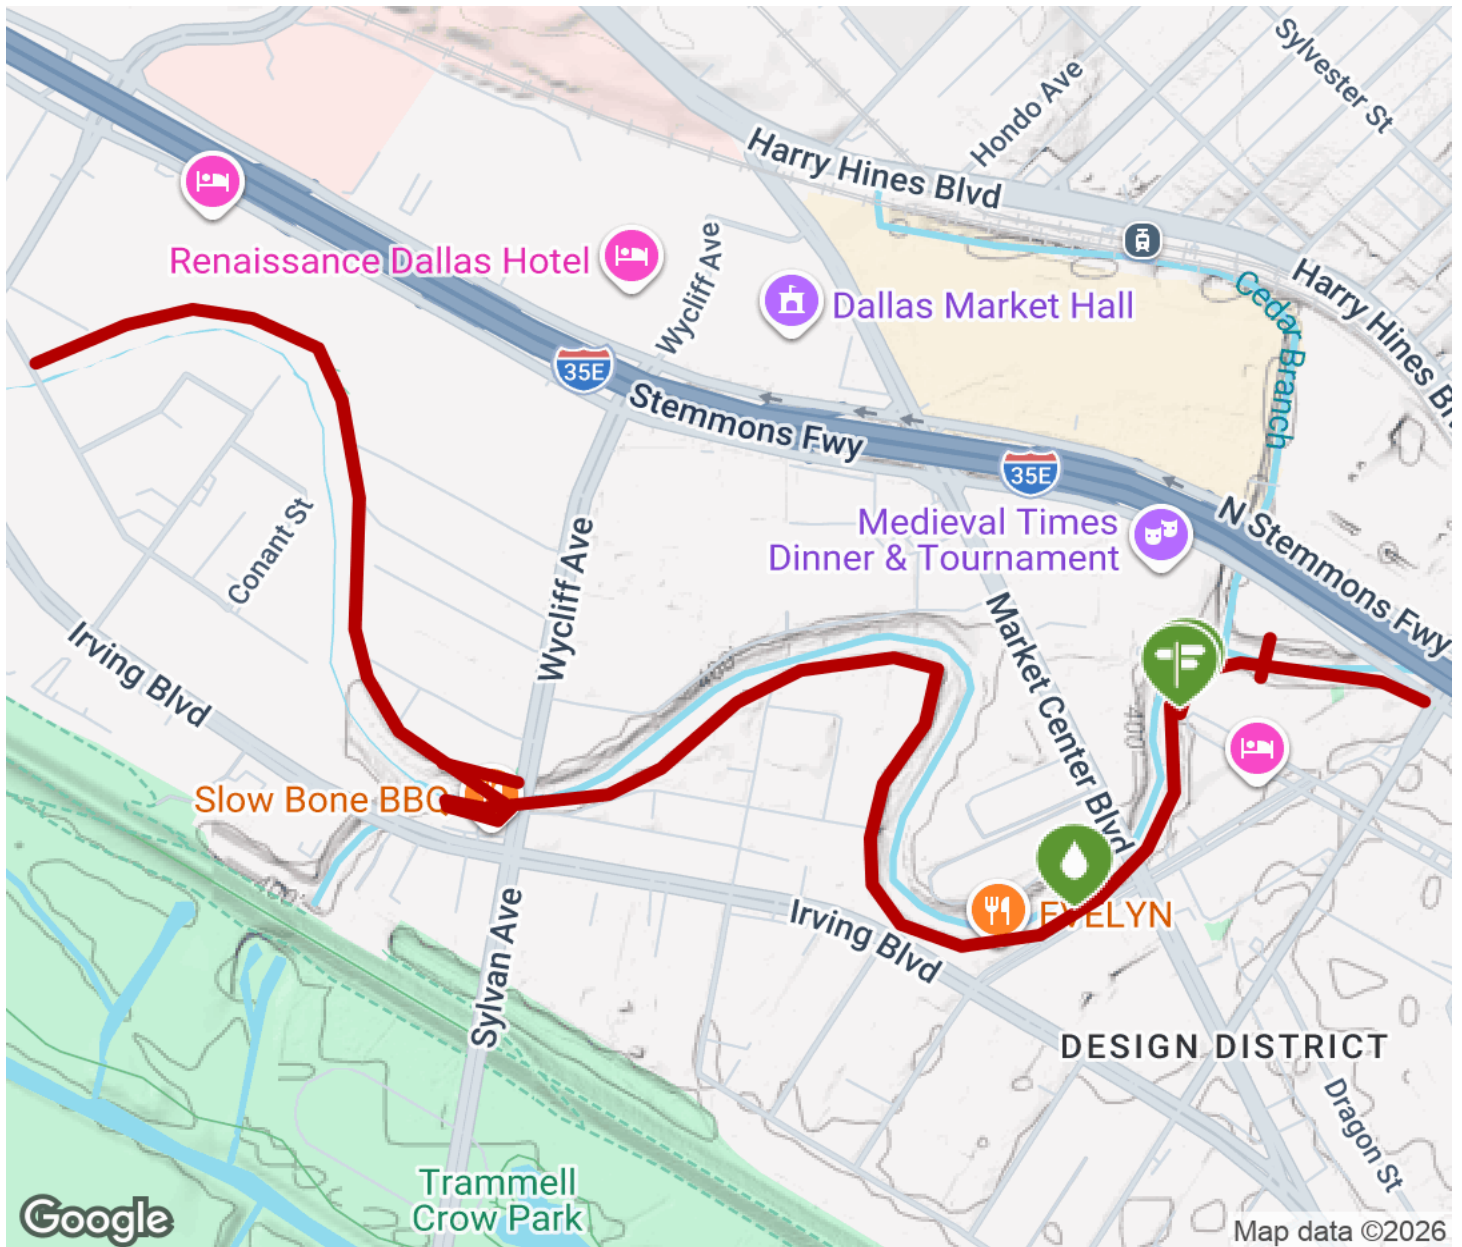 Sylvester St
Hondo Ave
Harry Hines Blvd
Wycliff Ave
Renaissance Dallas Hotel
Dallas Market Hall
Cedar Branch
Harry Hines Bl
35E
Stemmons Fwy
35E
N Stemmons Fwy
Medieval Times
Dinner & Tournament
Conant St
Wycliff Ave
Market Center Blvd
Irving Blvd
400
Slow Bone BBQ
EVELYN
Irving Blvd
Sylvan Ave
DESIGN DISTRICT
Dragon St
Trammell
Crow Park
Google
Map data ©2026